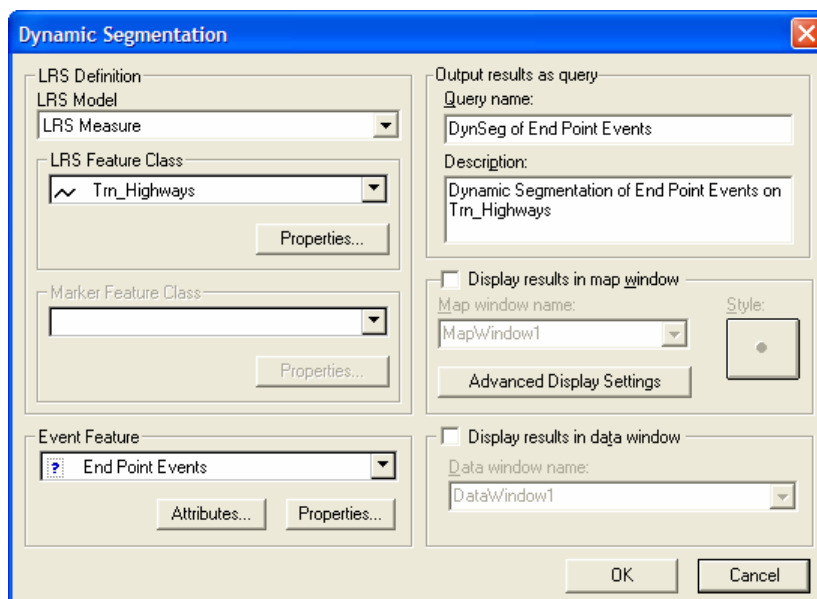 Dynamic Segmentation
LRS Definition
LRS Model
LRS Measure
LRS Feature Class
Trn_Highways
Properties...
Marker Feature Class
Properties...
Event Feature
? End Point Events
Attributes...
Properties...
Output results as query
Query name:
DynSeg of End Point Events
Description:
Dynamic Segmentation of End Point Events on
Trn_Highways
Display results in map window
Map window name:
Style:
MapWindow1
Advanced Display Settings
Display results in data window
Data window name:
DataWindow1
OK
Cancel